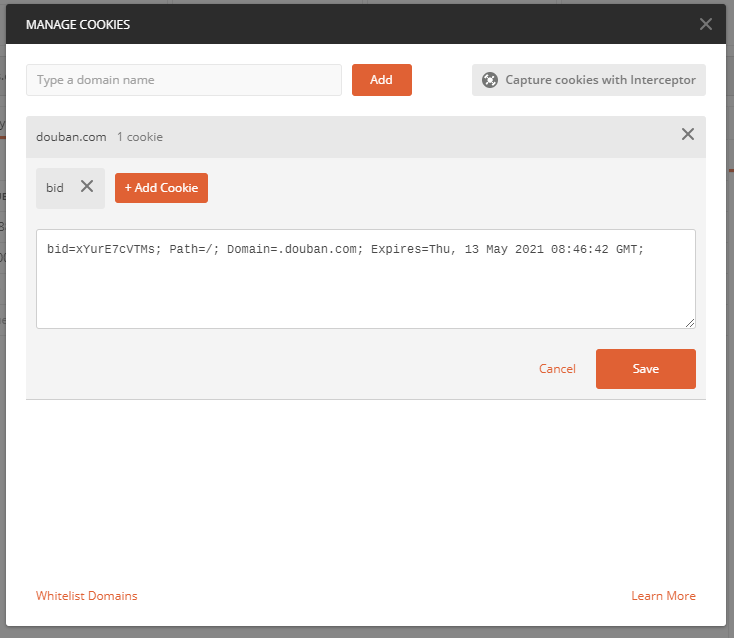 MANAGE COOKIES
Type a domain name
Add
Capture cookies with Interceptor
douban.com 1 cookie
bid
+ Add Cookie
bid=xYurE7cVTMs; Path=/; Domain=.douban.com; Expires=Thu, 13 May 2021 08:46:42 GMT;
Cancel
Save
Whitelist Domains
Learn More